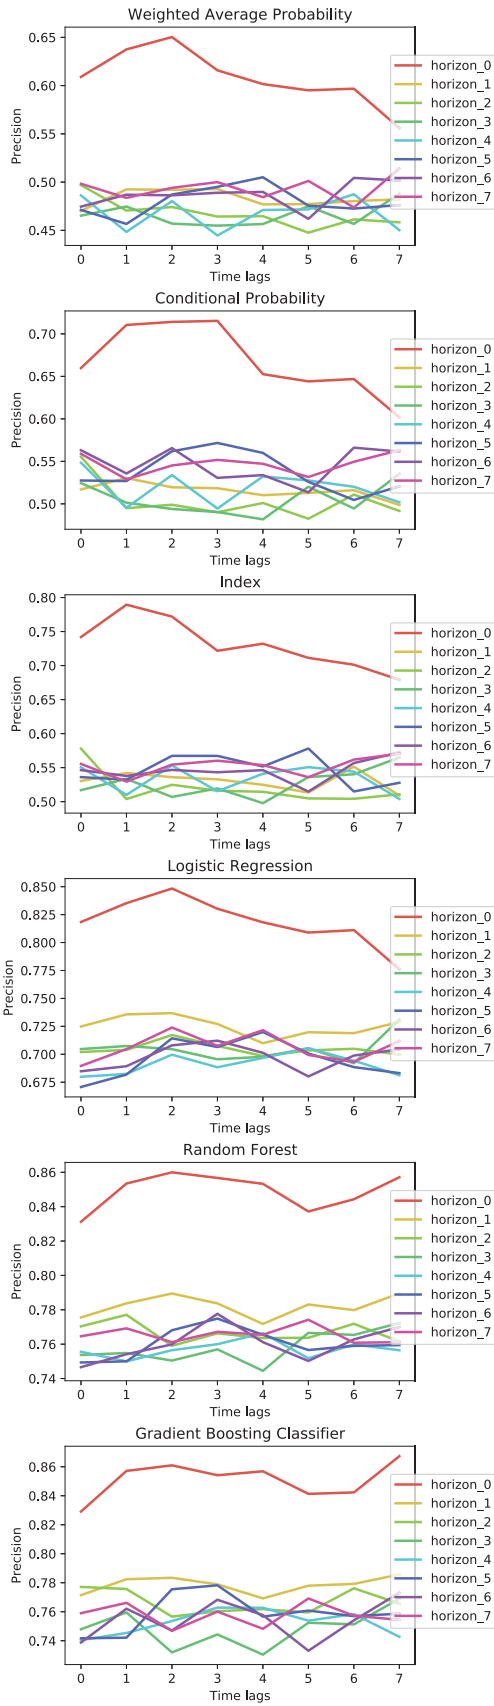 Weighted Average Probability
0.65
0.60
0.55
0.50
0.45
Precision
horizon_0
horizon_1
horizon_2
horizon_3
horizon_4
horizon_5
horizon_6
horizon_7
0 1 2 3 4 5 6 7
Time lags
Conditional Probability
0.70
0.65
0.60
0.55
0.50
Precision
horizon_0
horizon_1
horizon_2
horizon_3
horizon_4
horizon_5
horizon_6
horizon_7
0 1 2 3 4 5 6 7
Time lags
Index
0.80
0.75
0.70
0.65
0.60
0.55
0.50
Precision
horizon_0
horizon_1
horizon_2
horizon_3
horizon_4
horizon_5
horizon_6
horizon_7
0 1 2 3 4 5 6 7
Time lags
Logistic Regression
0.850
0.825
0.800
0.775
0.750
0.725
0.700
0.675
Precision
horizon_0
horizon_1
horizon_2
horizon_3
horizon_4
horizon_5
horizon_6
horizon_7
0 1 2 3 4 5 6 7
Time lags
Random Forest
0.86
0.84
0.82
0.80
0.78
0.76
0.74
Precision
horizon_0
horizon_1
horizon_2
horizon_3
horizon_4
horizon_5
horizon_6
horizon_7
0 1 2 3 4 5 6 7
Time lags
Gradient Boosting Classifier
0.86
0.84
0.82
0.80
0.78
0.76
0.74
Precision
horizon_0
horizon_1
horizon_2
horizon_3
horizon_4
horizon_5
horizon_6
horizon_7
0 1 2 3 4 5 6 7
Time lags